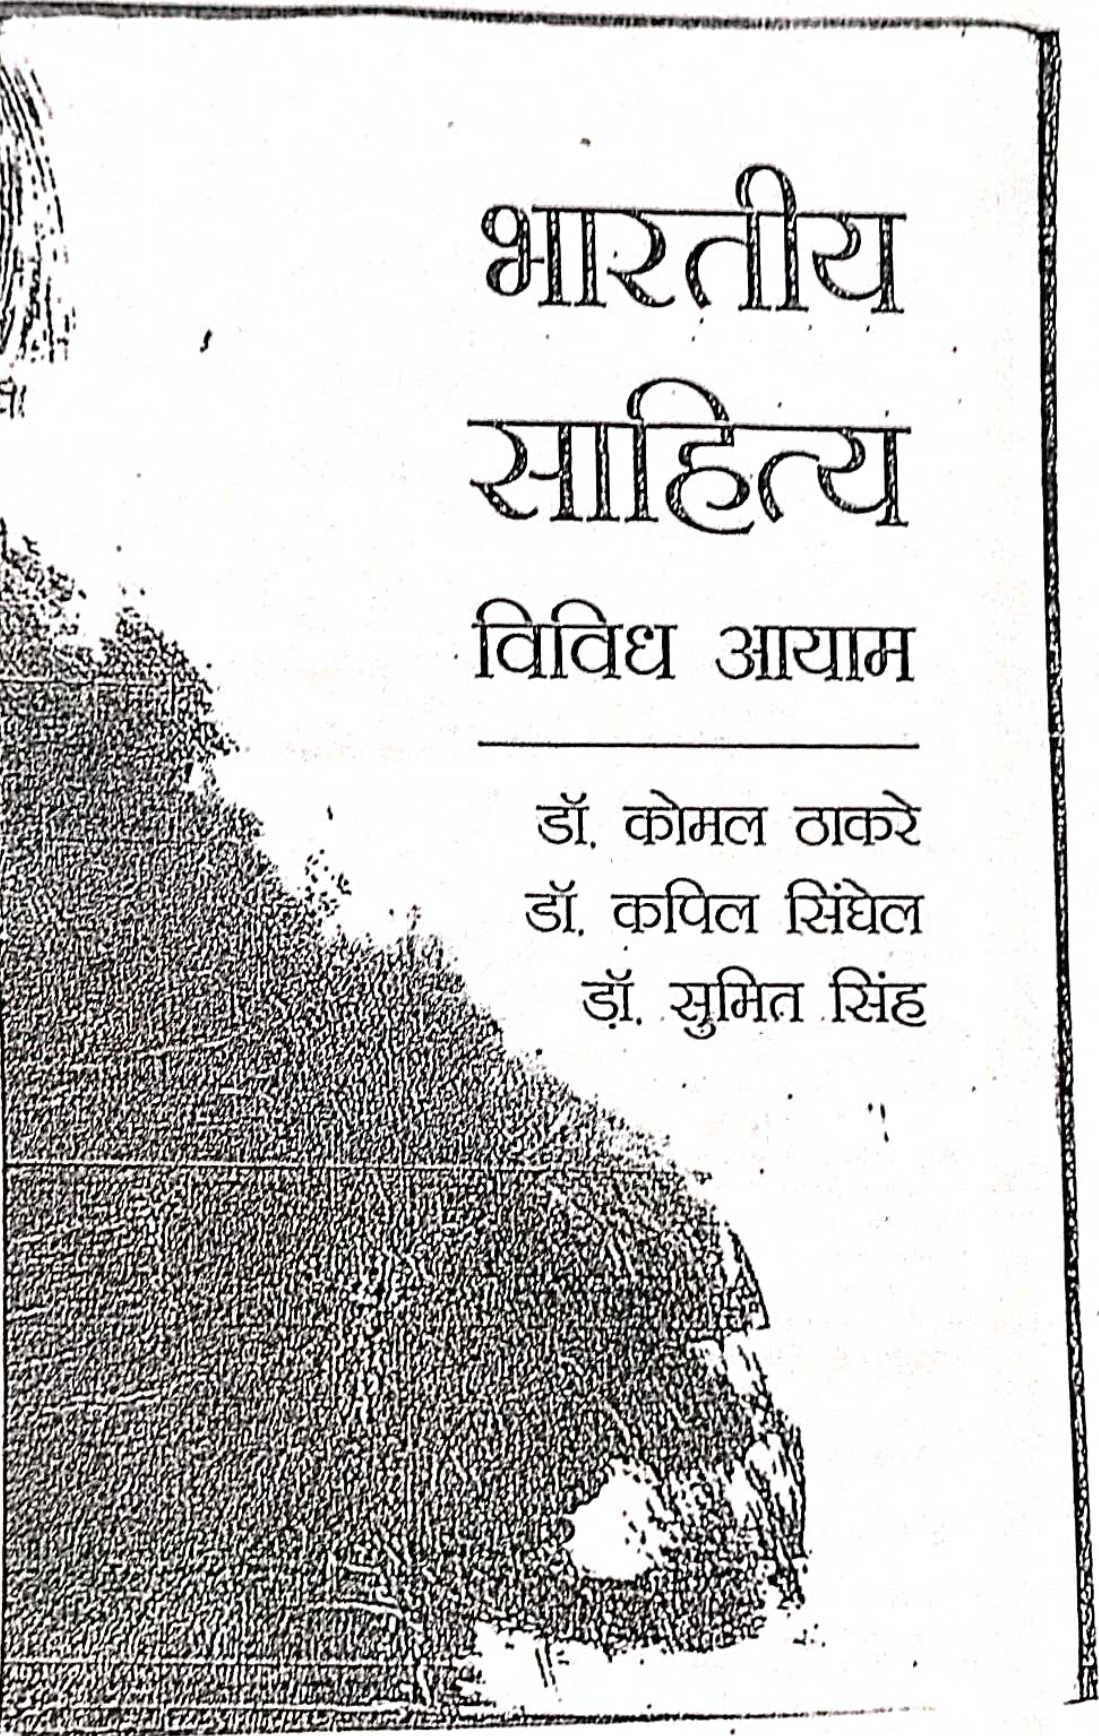 भारतीय
साहित्य
विविध आयाम
डॉ. कोमल ठाकरे
डॉ. कपिल सिंघेल
डॉ. सुमित सिंह